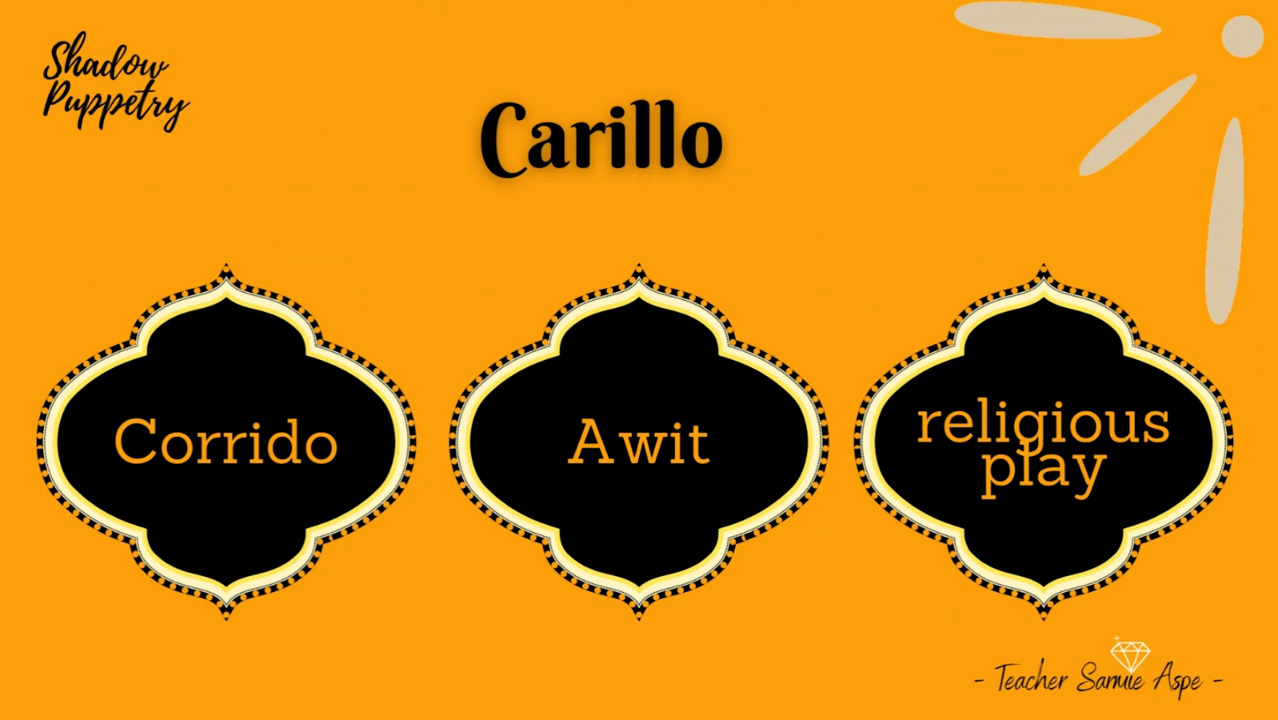 Shadow
Puppetry
Carillo
Corrido
Awit
religious
play
- Teacher Samie Aspe -